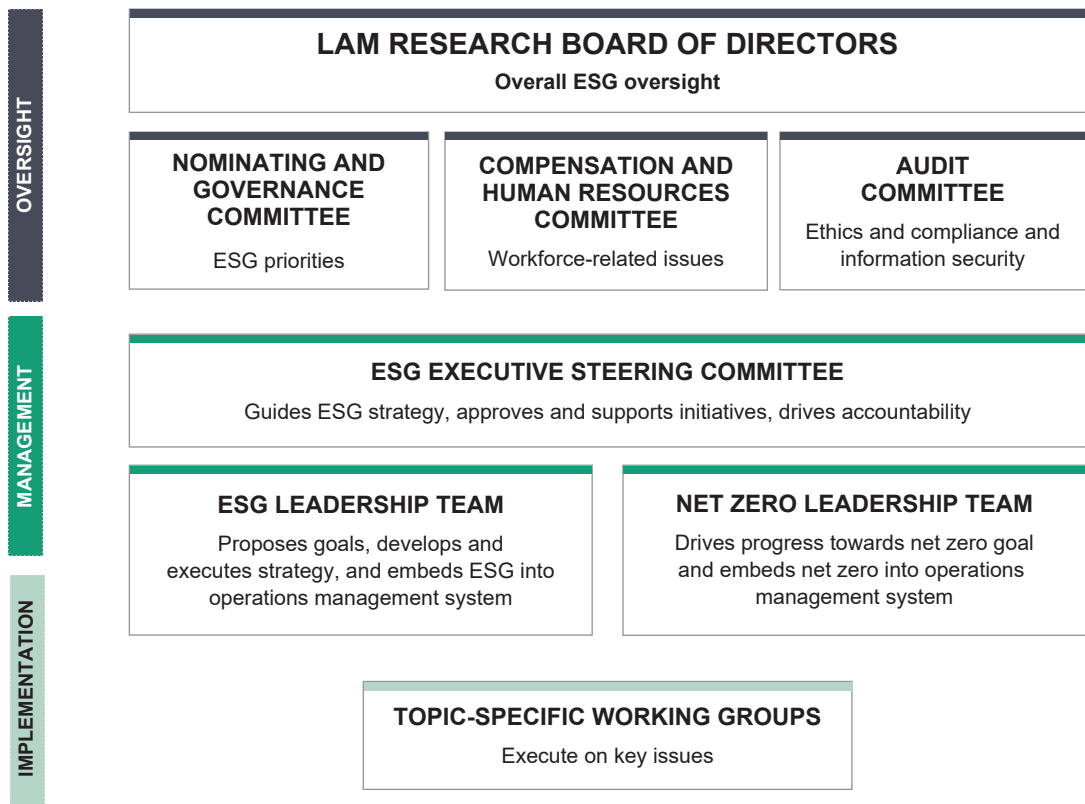 OVERSIGHT
LAM RESEARCH BOARD OF DIRECTORS
Overall ESG oversight
NOMINATING AND
GOVERNANCE
COMMITTEE
ESG priorities
COMPENSATION AND
HUMAN RESOURCES
COMMITTEE
Workforce-related issues
AUDIT
COMMITTEE
Ethics and compliance and
information security
MANAGEMENT
ESG EXECUTIVE STEERING COMMITTEE
Guides ESG strategy, approves and supports initiatives, drives accountability
ESG LEADERSHIP TEAM
Proposes goals, develops and
executes strategy, and embeds ESG into
operations management system
NET ZERO LEADERSHIP TEAM
Drives progress towards net zero goal
and embeds net zero into operations
management system
IMPLEMENTATION
TOPIC-SPECIFIC WORKING GROUPS
Execute on key issues